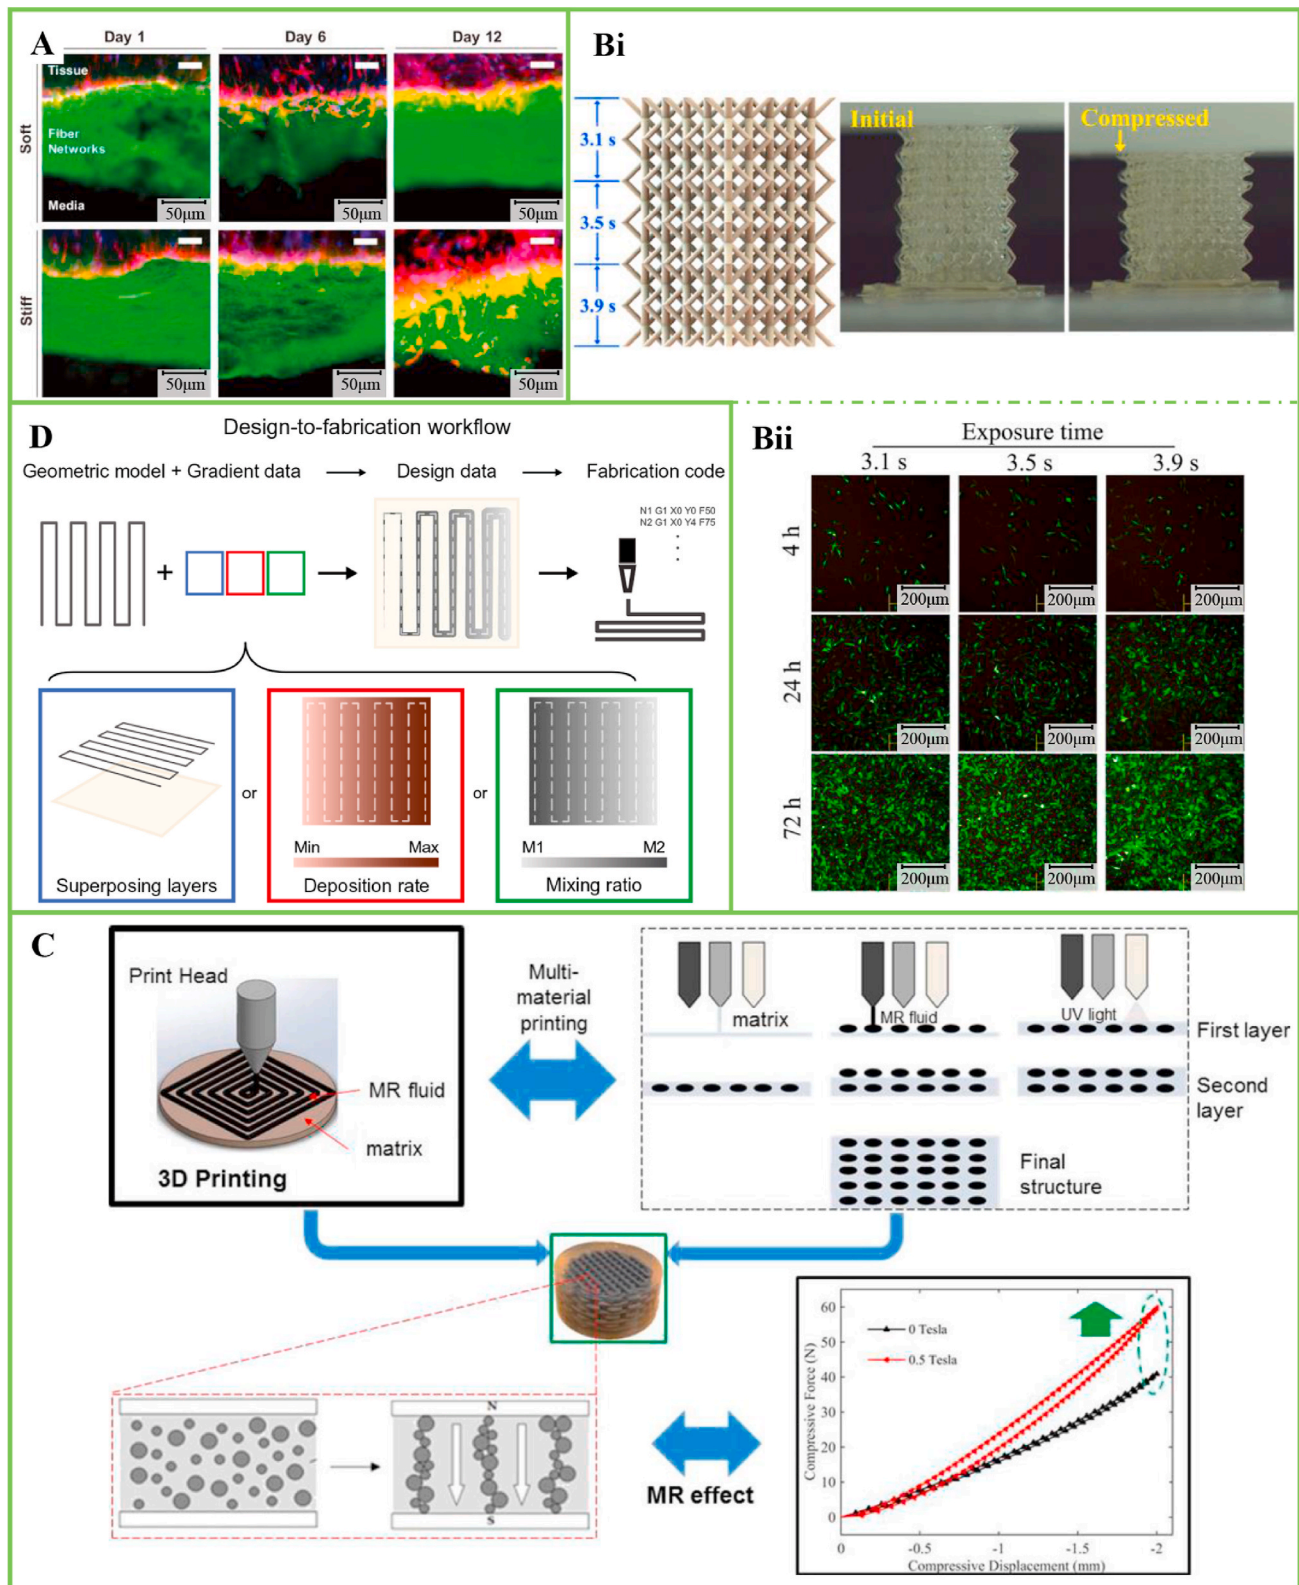 A
Day 1
Day 6
Day 12
Soft
Tissue
Fiber
Networks
Media
50μm
50μm
50μm
Stiff
50μm
50μm
50μm
Bi
3.1 s
3.5 s
3.9 s
Initial
Compressed
D
Design-to-fabrication workflow
Geometric model + Gradient data
Design data
Fabrication code
N1 G1 X0 Y0 F50
N2 G1 X0 Y4 F75
+
Superposing layers
or
Min
Max
Deposition rate
or
M1
M2
Mixing ratio
Bii
Exposure time
3.1 s
3.5 s
3.9 s
4 h
200μm
200μm
200μm
24 h
200μm
200μm
200μm
72 h
200μm
200μm
200μm
C
Print Head
MR fluid
matrix
3D Printing
Multi-
material
printing
matrix
MR fluid
UV light
First layer
Second
layer
Final
structure
N
S
MR effect
0 Tesla
0.5 Tesla
Compressive Force (N)
60
50
40
30
20
10
0
0
-0.5
-1
-1.5
-2
Compressive Displacement (mm)